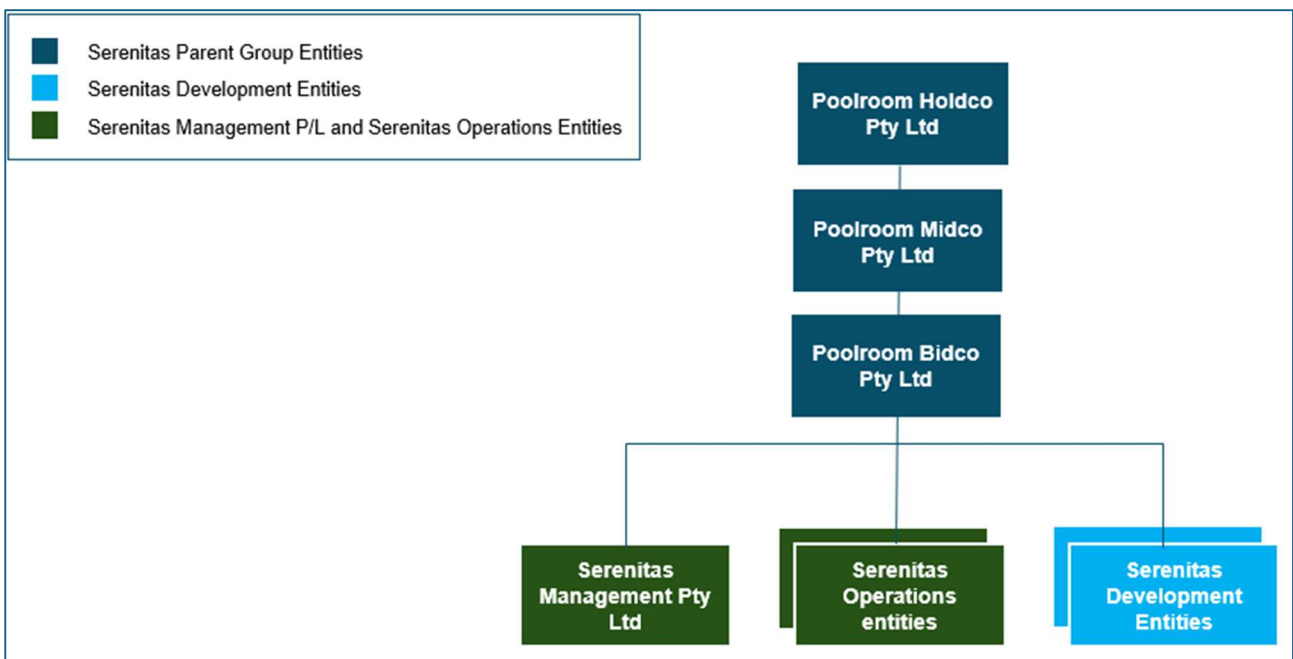 Serenitas Parent Group Entities
Serenitas Development Entities
Serenitas Management P/L and Serenitas Operations Entities
Poolroom Holdco
Pty Ltd
Poolroom Midco
Pty Ltd
Poolroom Bidco
Pty Ltd
Serenitas
Management Pty
Ltd
Serenitas
Operations
entities
Serenitas
Development
Entities